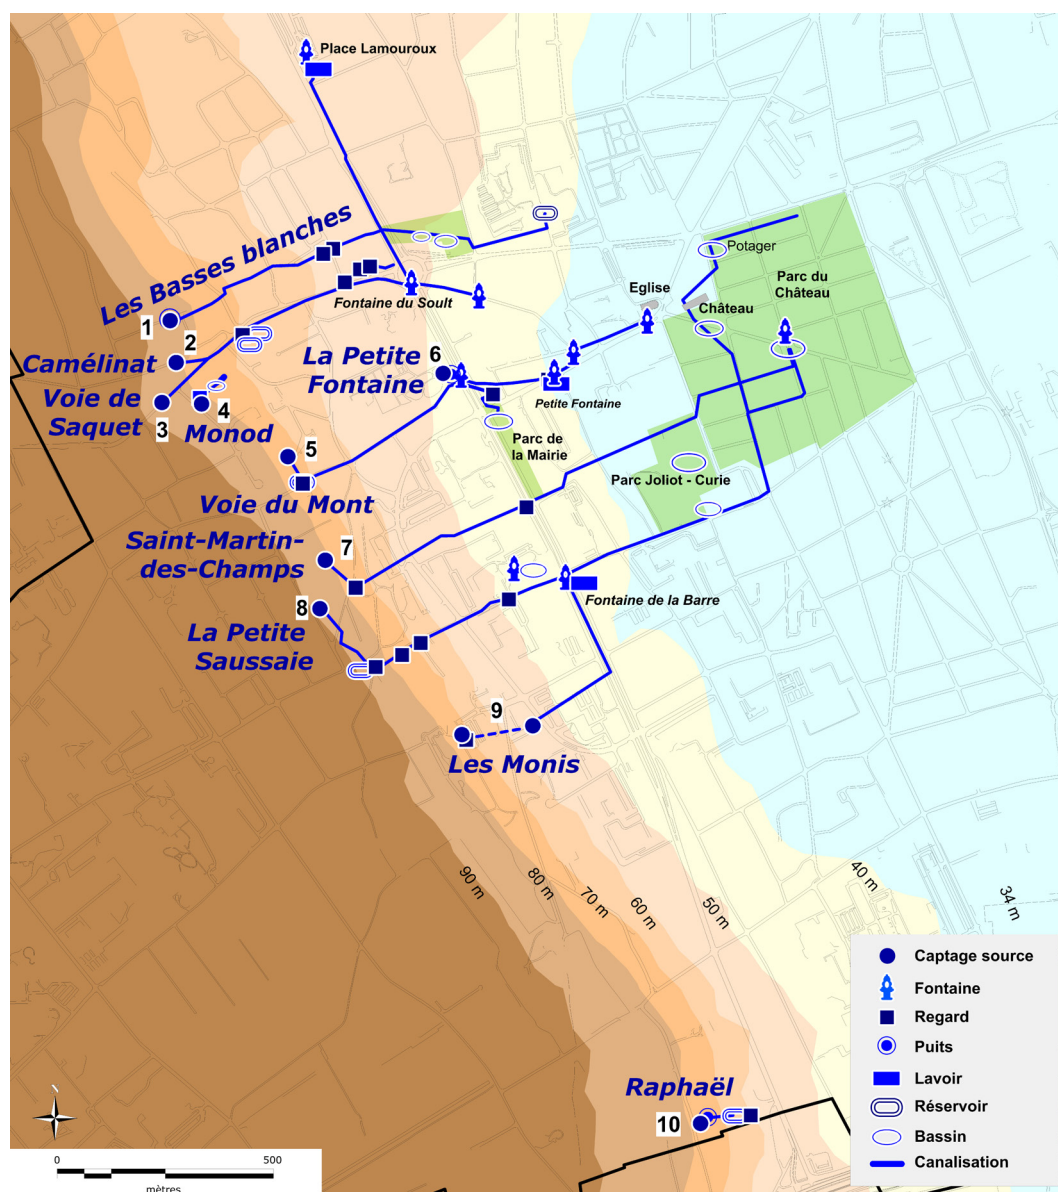 Place Lamouroux
Les Basses blanches
Potager
Parc du
Château
Eglise
Fontaine du Soult
Château
1
2
Camélinat
La Petite
Fontaine
6
Voie de
Saquet
3
4
Monod
Petite Fontaine
Parc de
la Mairie
5
Voie du Mont
Parc Joliot - Curie
Saint-Martin-
des-Champs
7
8
Fontaine de la Barre
La Petite
Saussaie
9
Les Monis
90 m
80 m
70 m
60 m
50 m
40 m
34 m
Captage source
Fontaine
Regard
Puits
Lavoir
Réservoir
Bassin
Canalisation
Raphaël
10
0
500
mètres